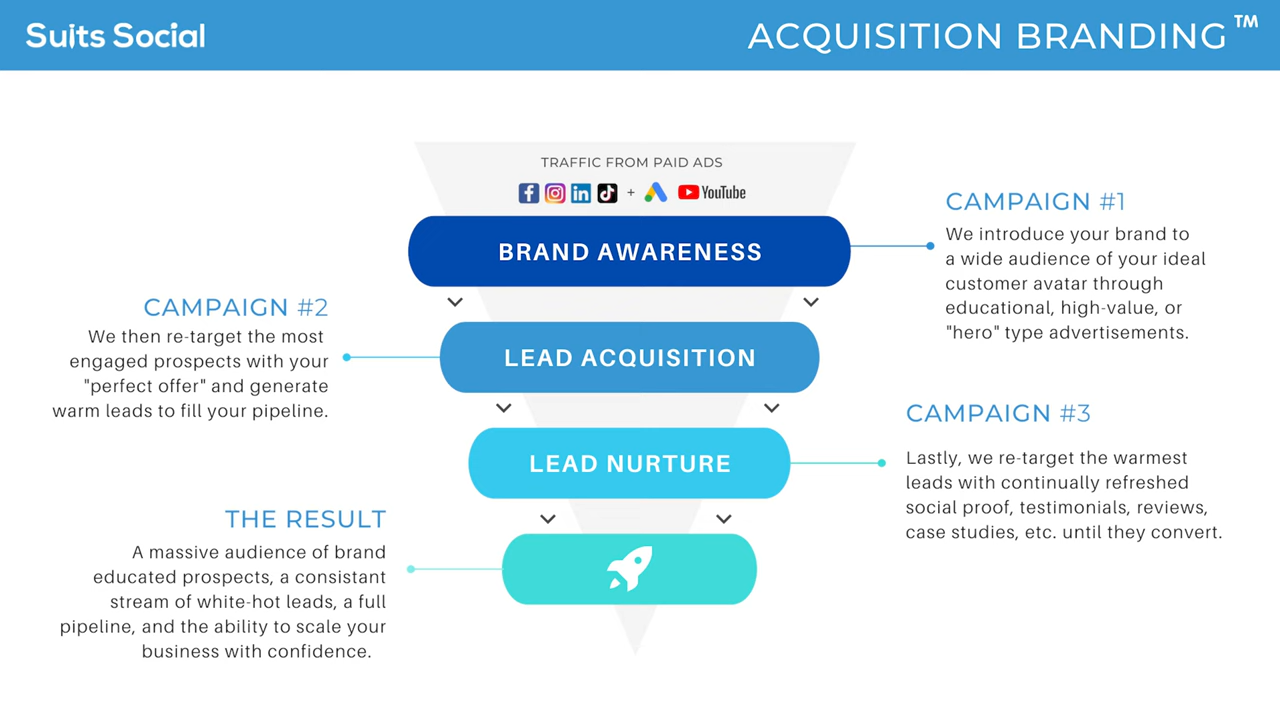 Suits Social
ACQUISITION BRANDING™
TRAFFIC FROM PAID ADS
+
YouTube
BRAND AWARENESS
CAMPAIGN #1
We introduce your brand to
a wide audience of your ideal
customer avatar through
educational, high-value, or
"hero" type advertisements.
CAMPAIGN #2
We then re-target the most
engaged prospects with your
"perfect offer" and generate
warm leads to fill your pipeline.
LEAD ACQUISITION
LEAD NURTURE
CAMPAIGN #3
Lastly, we re-target the warmest
leads with continually refreshed
social proof, testimonials, reviews,
case studies, etc. until they convert.
THE RESULT
A massive audience of brand
educated prospects, a consistant
stream of white-hot leads, a full
pipeline, and the ability to scale your
business with confidence.